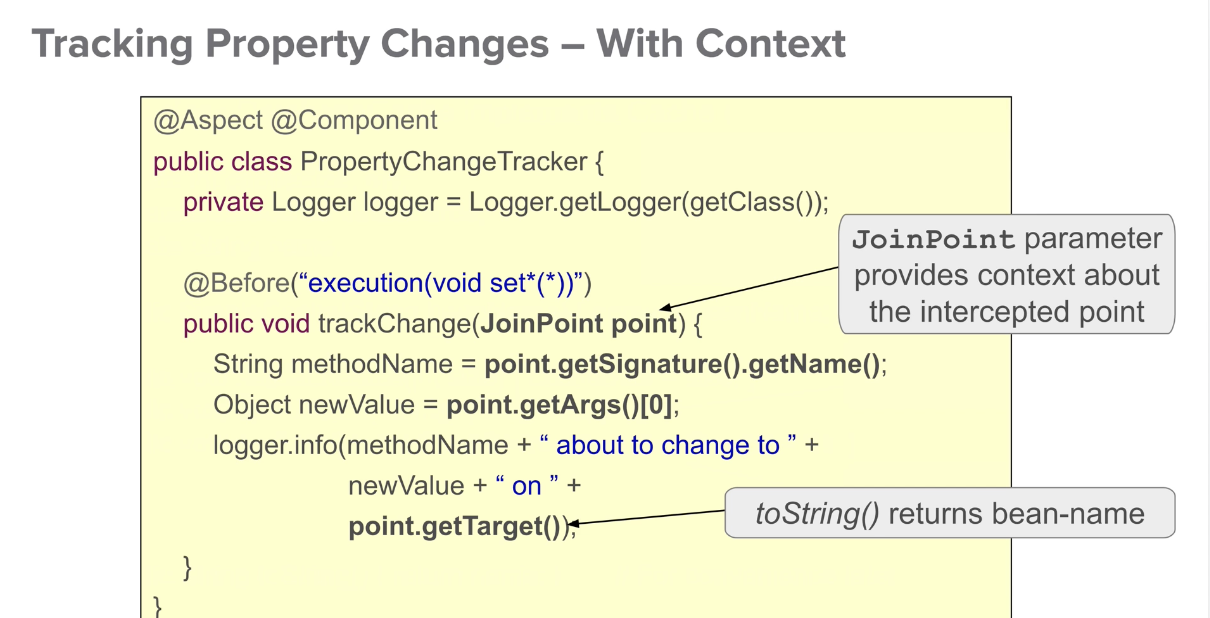 Tracking Property Changes – With Context
@Aspect @Component
public class PropertyChangeTracker {
private Logger logger = Logger.getLogger(getClass());
@Before(“execution(void set*(*))”)
public void trackChange(JoinPoint point) {
String methodName = point.getSignature().getName();
Object newValue = point.getArgs()[0];
logger.info(methodName + “ about to change to ” +
newValue + “ on ” +
point.getTarget());
}
}
JoinPoint parameter
provides context about
the intercepted point
toString() returns bean-name